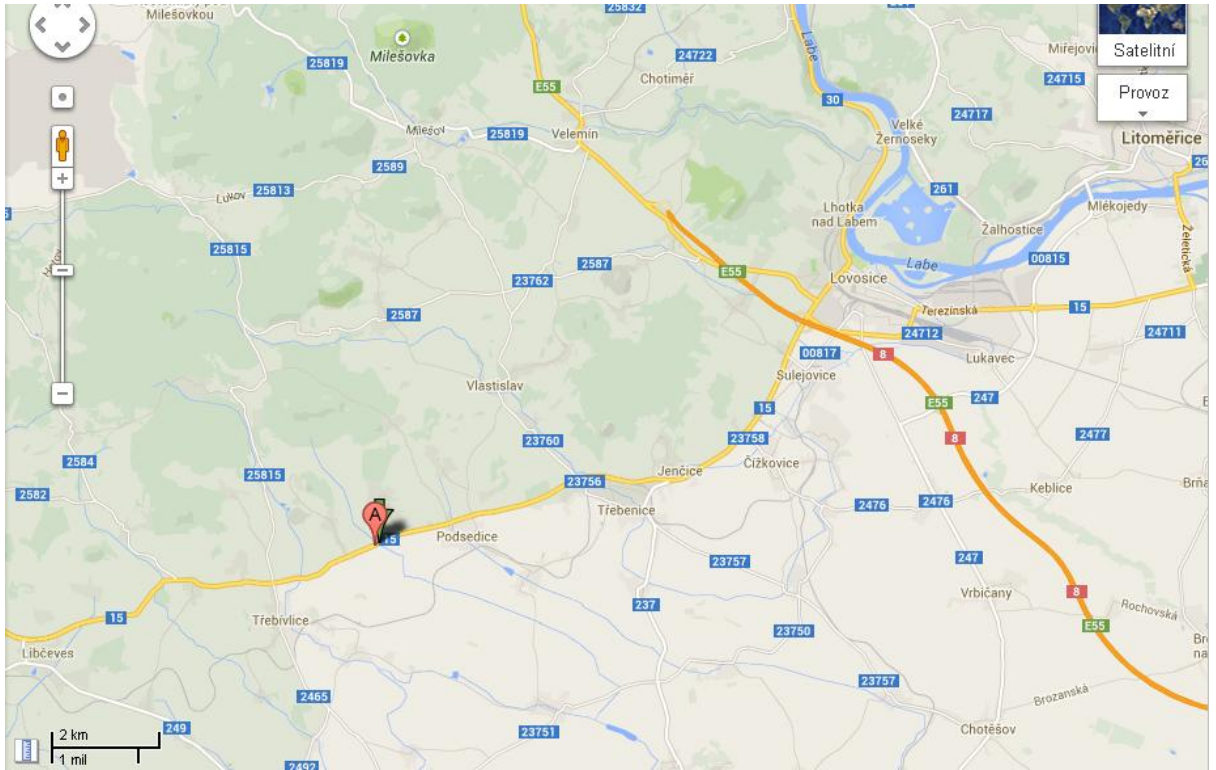 Milešovkou
25832
Milešovka
25819
24722
Chotiměř
Labe
Satelitní
Provoz
24715
E55
30
24717
Milešov
25819
Velemín
Velké
Žernoseky
Litoměřice
2589
Lukov
25813
261
Mlékojedy
Lhotka
nad Labem
Žalhostice
Želetická
25815
2587
23762
E55
Labe
00815
Lovosice
2587
Terezínská
15
24712
24711
00817
8
Lukavec
Sulejovice
Vlastislav
247
E55
15
23760
23758
8
2477
2584
25815
Jenčice
Čížkovice
2582
23756
Keblice
Třebenice
2476
2476
A
15
Podsedice
23757
247
Vrbičany
8
Rochovská
15
Třebívlice
237
23750
E55
Libčeves
2465
23757
Brozanská
249
23751
Chotěšov
2 km
1 mil
2492